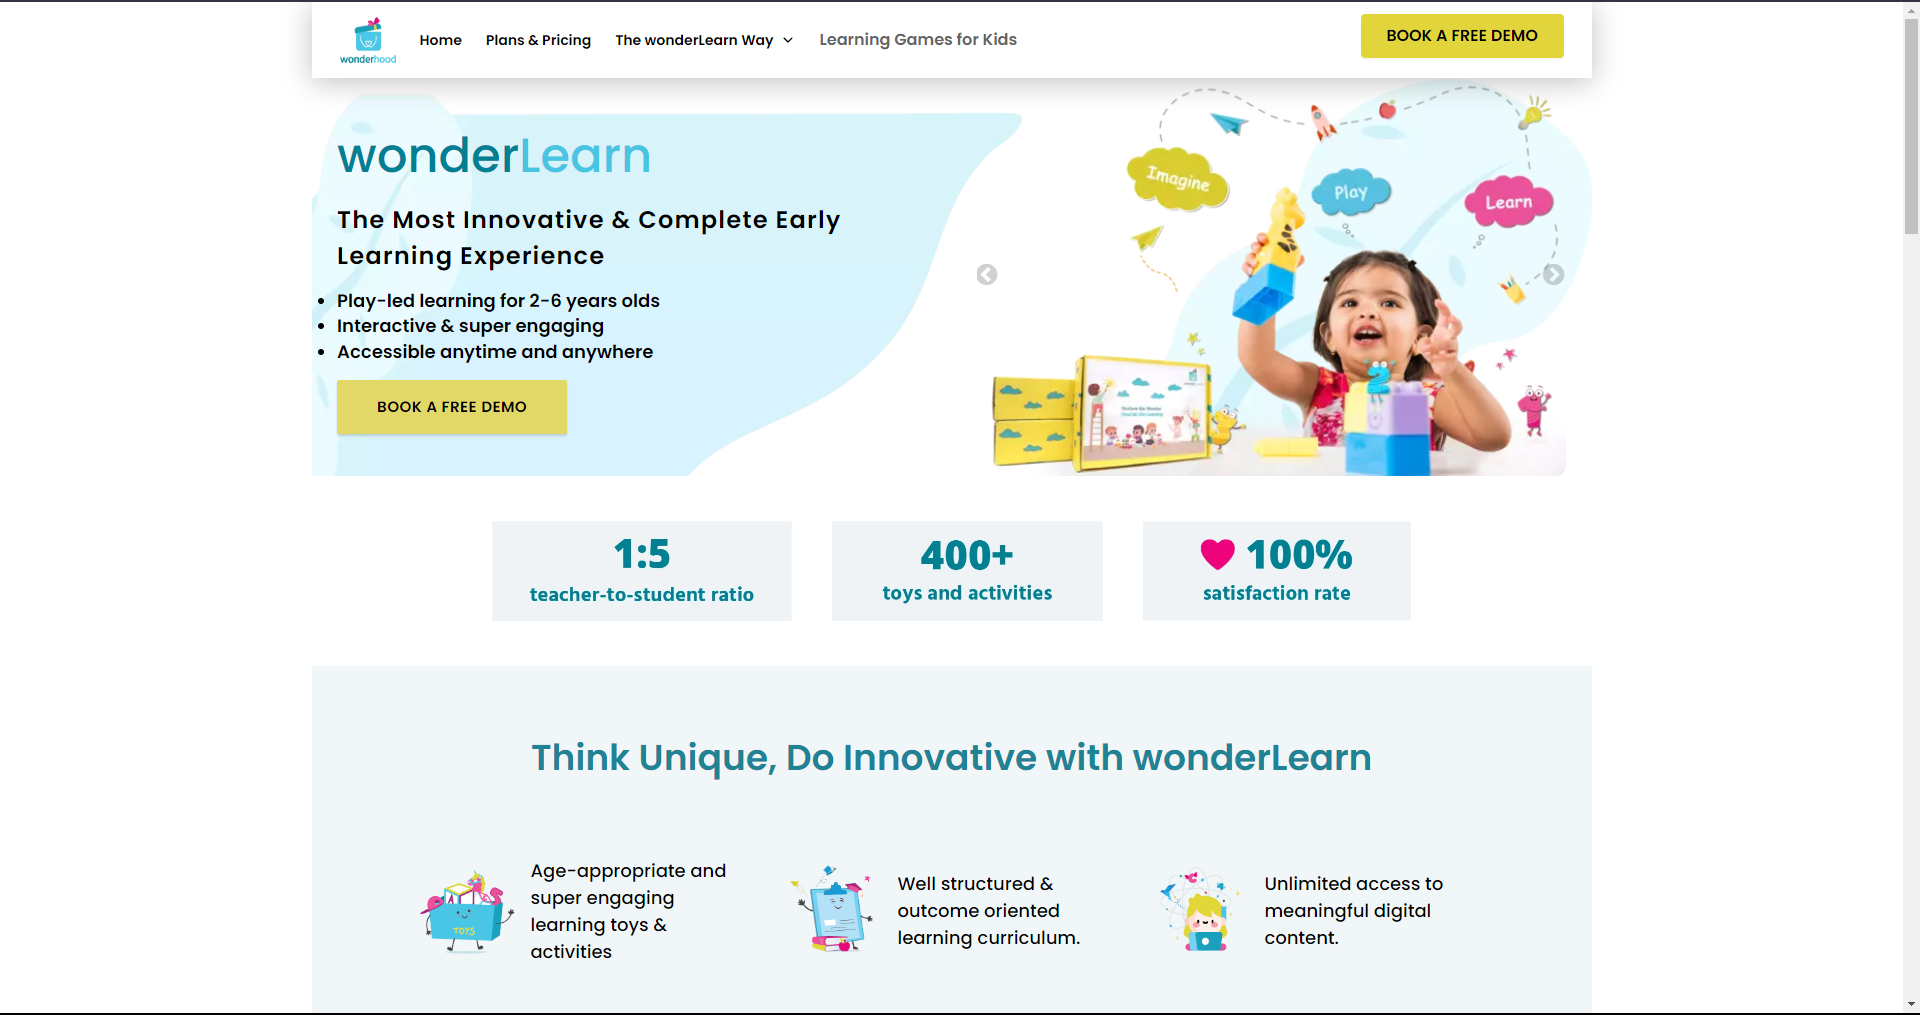 wonderhood
Home
Plans & Pricing
The wonderLearn Way
Learning Games for Kids
BOOK A FREE DEMO
wonderLearn
The Most Innovative & Complete Early
Learning Experience
Play-led learning for 2-6 years olds
Interactive & super engaging
Accessible anytime and anywhere
BOOK A FREE DEMO
Imagine
Play
Learn
1:5
teacher-to-student ratio
400+
toys and activities
100%
satisfaction rate
Think Unique, Do Innovative with wonderLearn
TOYS
Age-appropriate and
super engaging
learning toys &
activities
Well structured &
outcome oriented
learning curriculum.
Unlimited access to
meaningful digital
content.